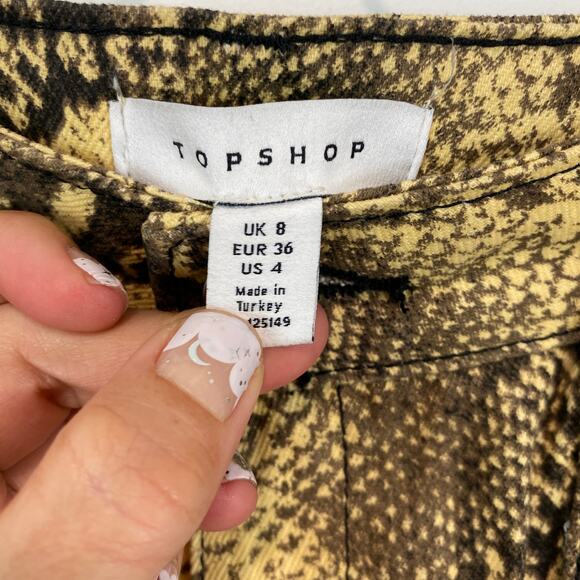 TOPSHOP
UK 8
EUR 36
US 4
Made in
Turkey